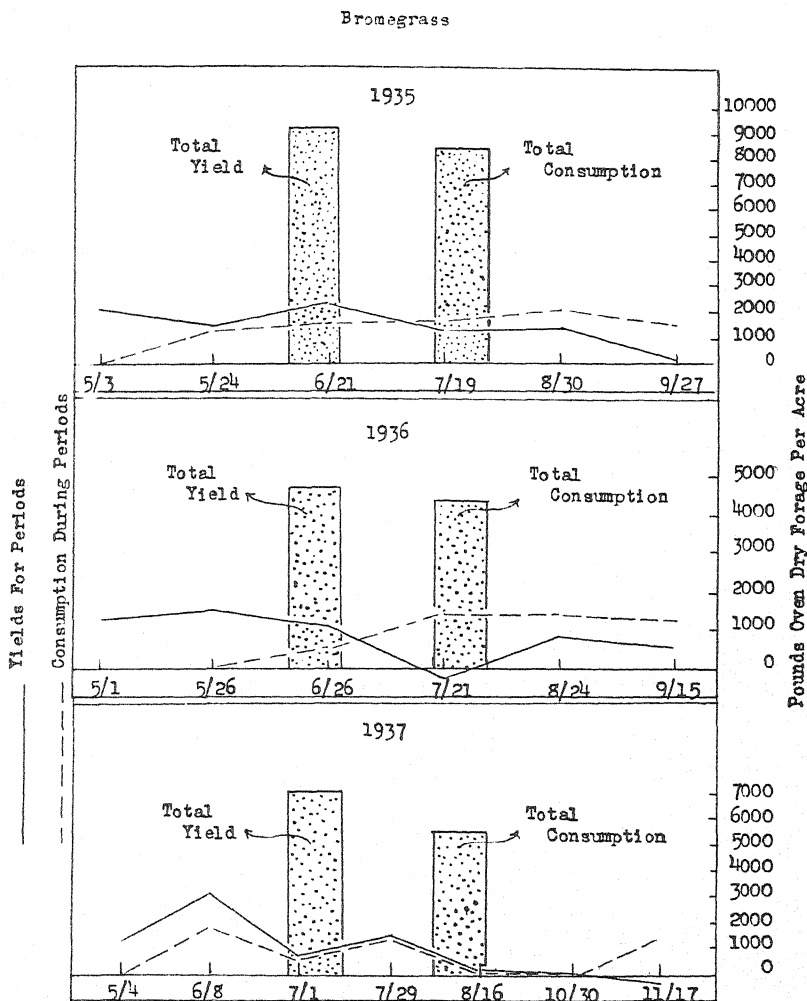 Bromegrass
1935
Total
Yield
Total
Consumption
10000
9000
8000
7000
6000
5000
4000
3000
2000
1000
0
5/3 5/24 6/21 7/19 8/30 9/27
1936
Total
Yield
Total
Consumption
5000
4000
3000
2000
1000
0
5/1 5/26 6/26 7/21 8/24 9/15
1937
Total
Yield
Total
Consumption
7000
6000
5000
4000
3000
2000
1000
0
5/4 6/8 7/1 7/29 8/16 10/30 11/17
Yields For Periods
Consumption During Periods
Pounds Oven Dry Forage Per Acre